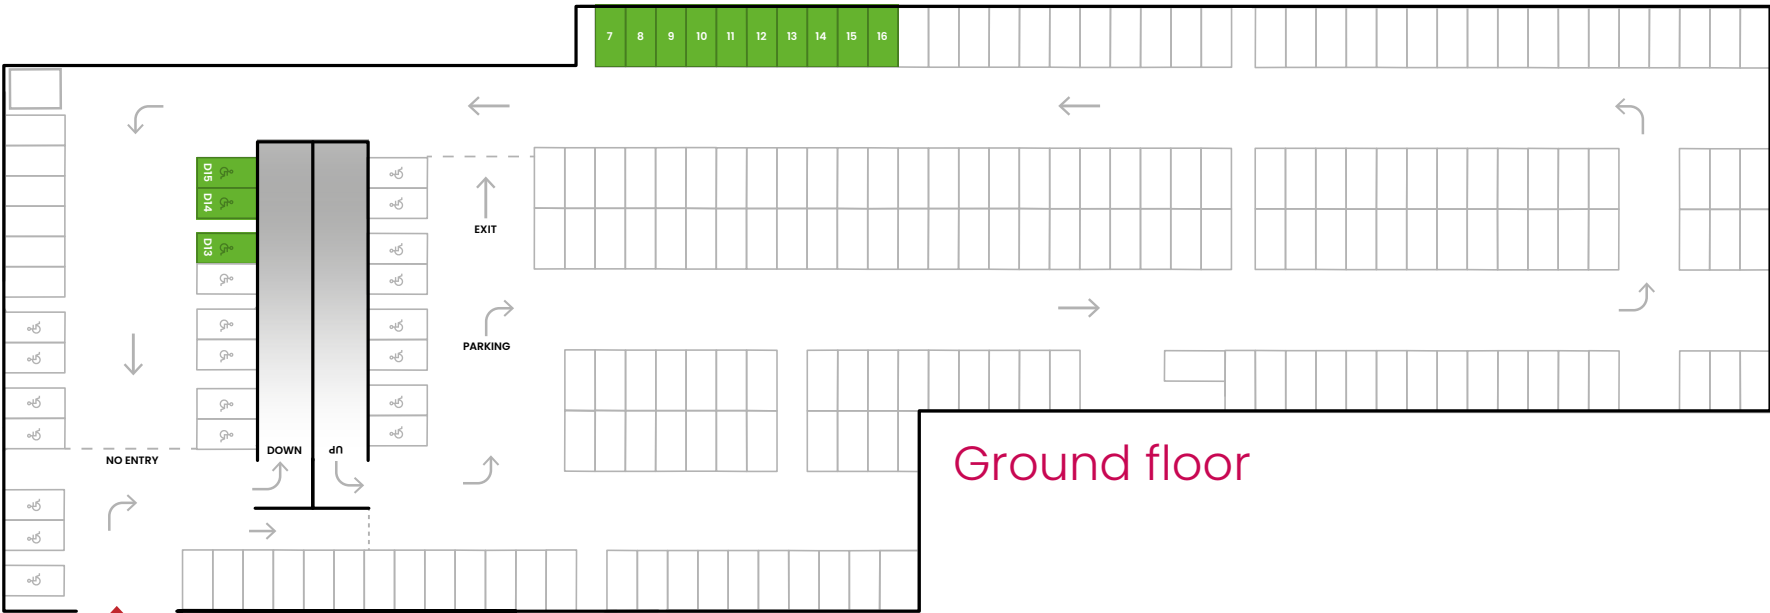 7 8 9 10 11 12 13 14 15 16
D15
D14
EXIT
D13
PARKING
DOWN UP
NO ENTRY
Ground floor